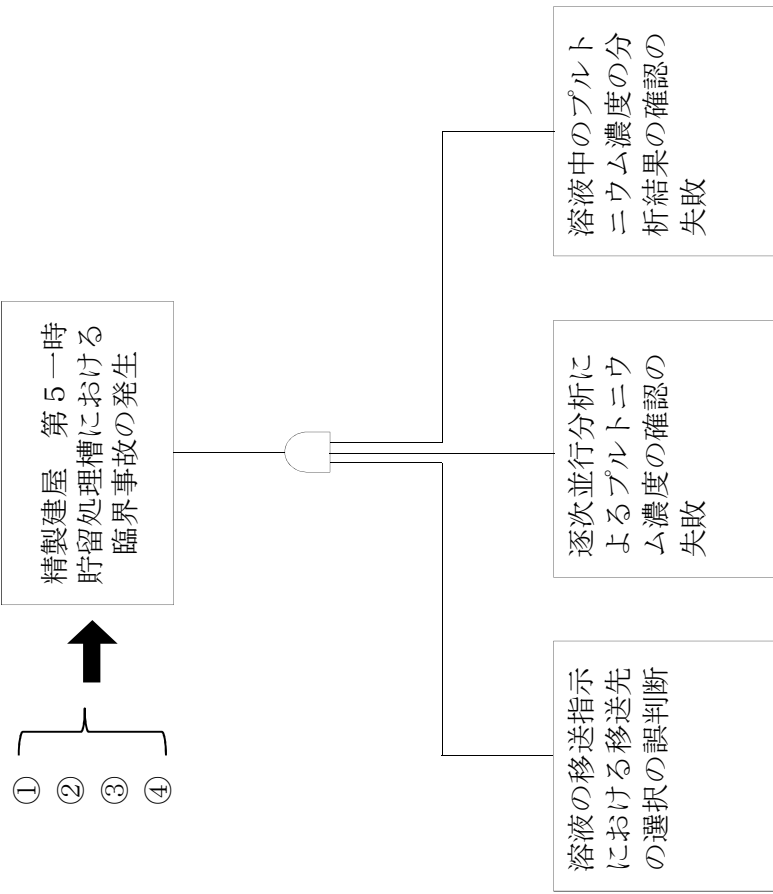 ①
②
③
④
精製建屋 第5一時
貯留処理槽における
臨界事故の発生
溶液の移送指示
における移送先
の選択の誤判断
逐次並行分析に
よるプルトニウ
ム濃度の確認の
失敗
溶液中のプルト
ニウム濃度の分
析結果の確認の
失敗